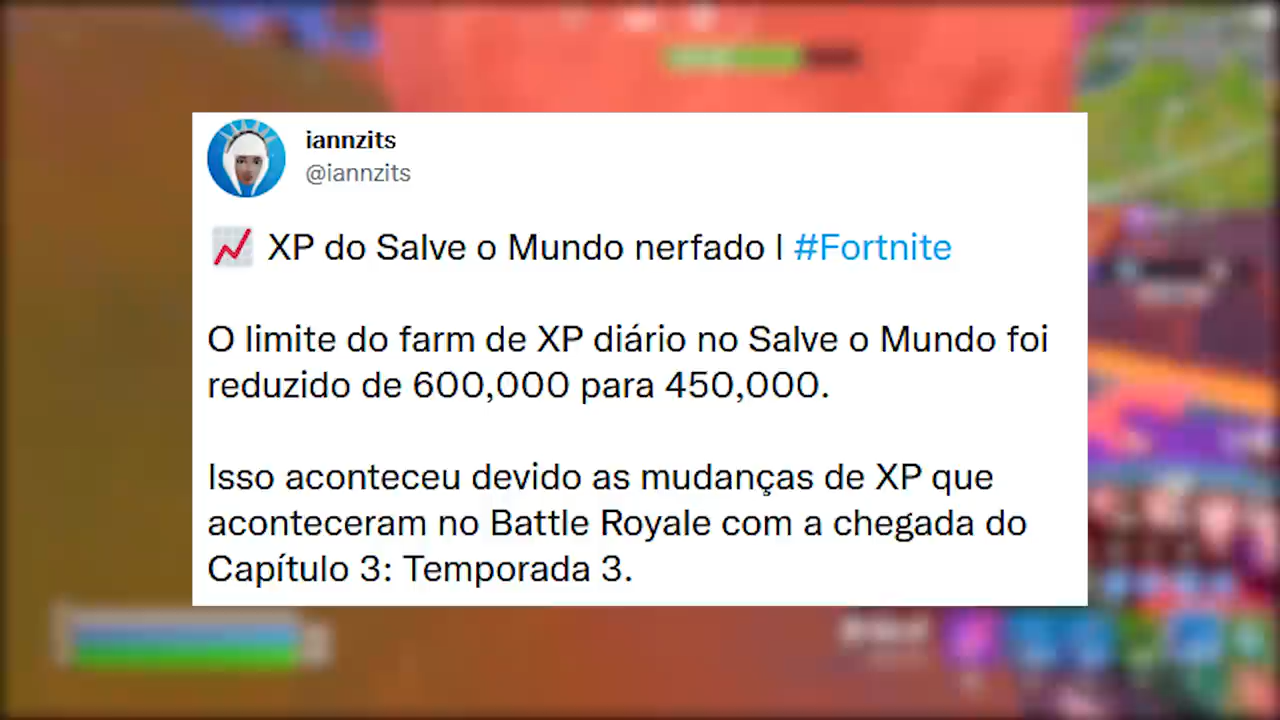 iannzits
@iannzits
📈 XP do Salve o Mundo nerfado | #Fortnite
O limite do farm de XP diário no Salve o Mundo foi
reduzido de 600,000 para 450,000.
Isso aconteceu devido as mudanças de XP que
aconteceram no Battle Royale com a chegada do
Capítulo 3: Temporada 3.